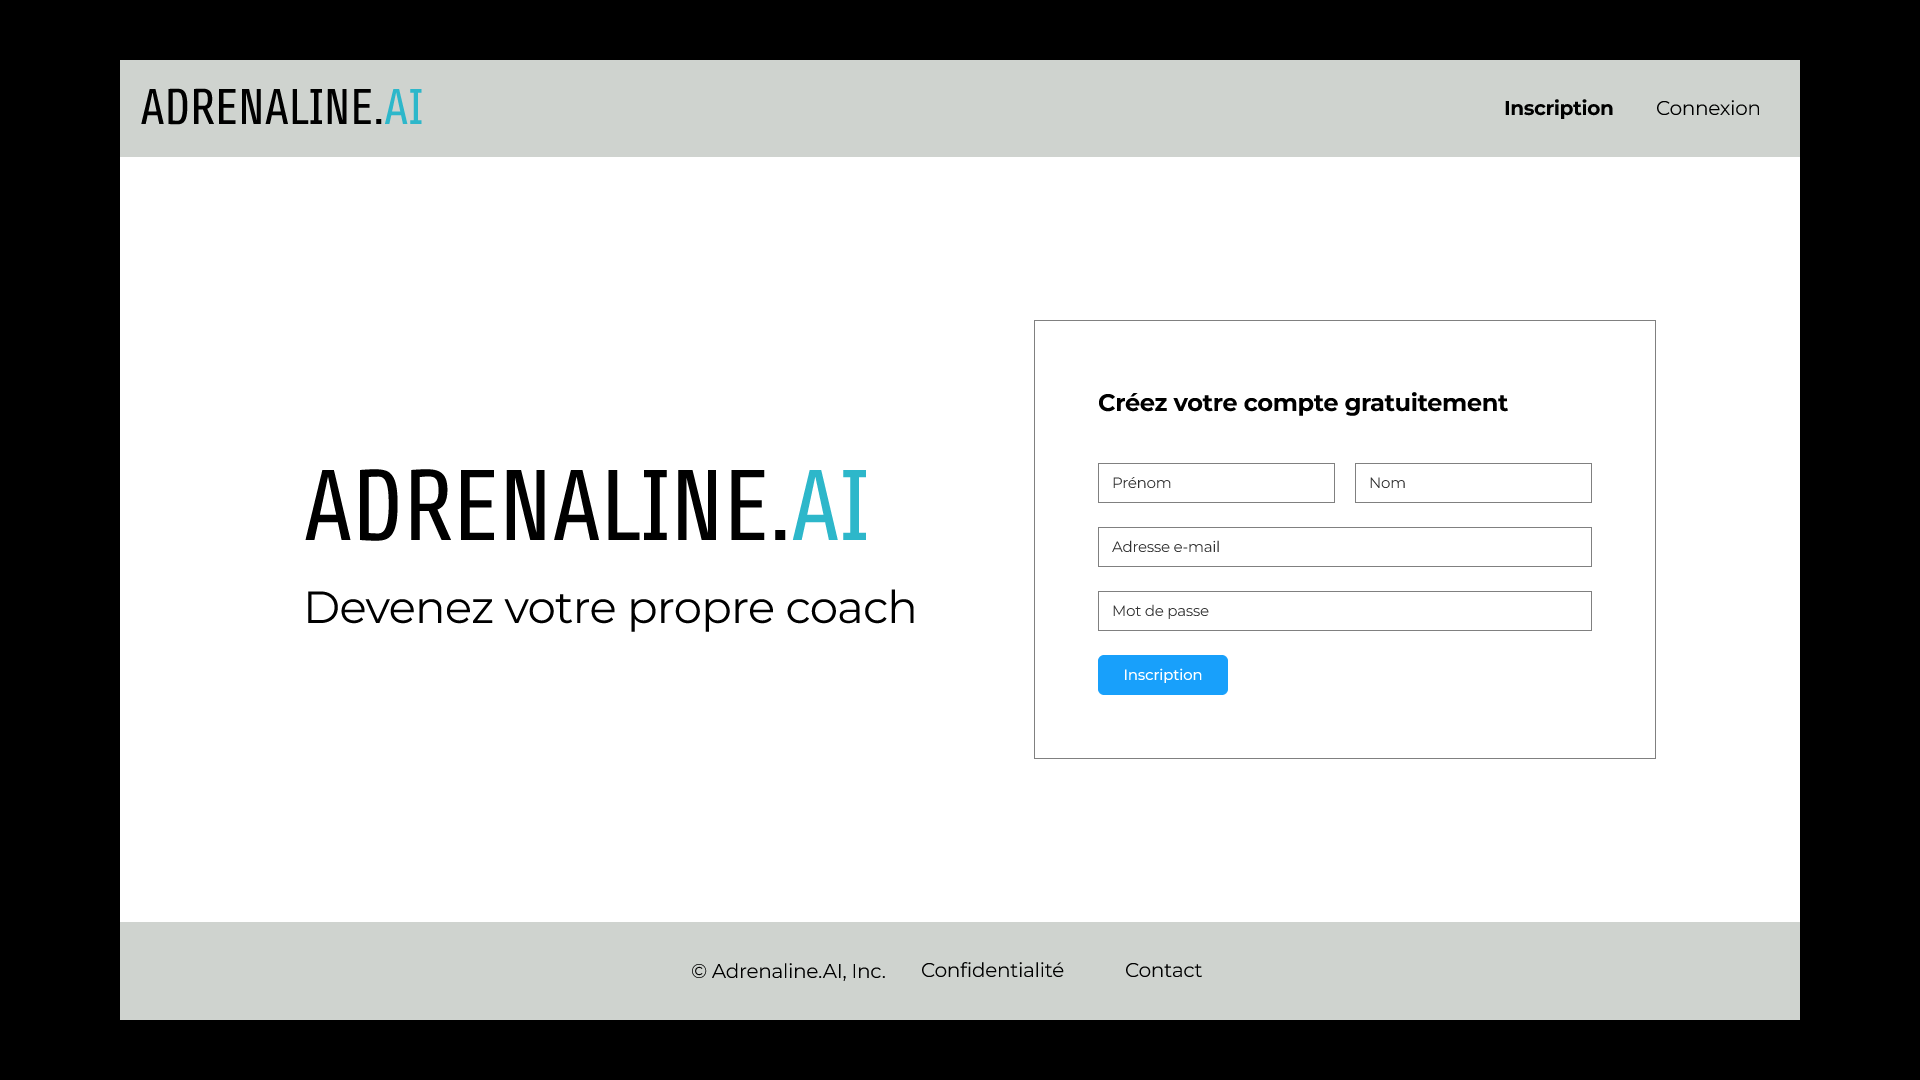 ADRENALINE.AI
Inscription
Connexion
ADRENALINE.AI
Devenez votre propre coach
Créez votre compte gratuitement
Prénom
Nom
Adresse e-mail
Mot de passe
Inscription
© Adrenaline.AI, Inc.
Confidentialité
Contact